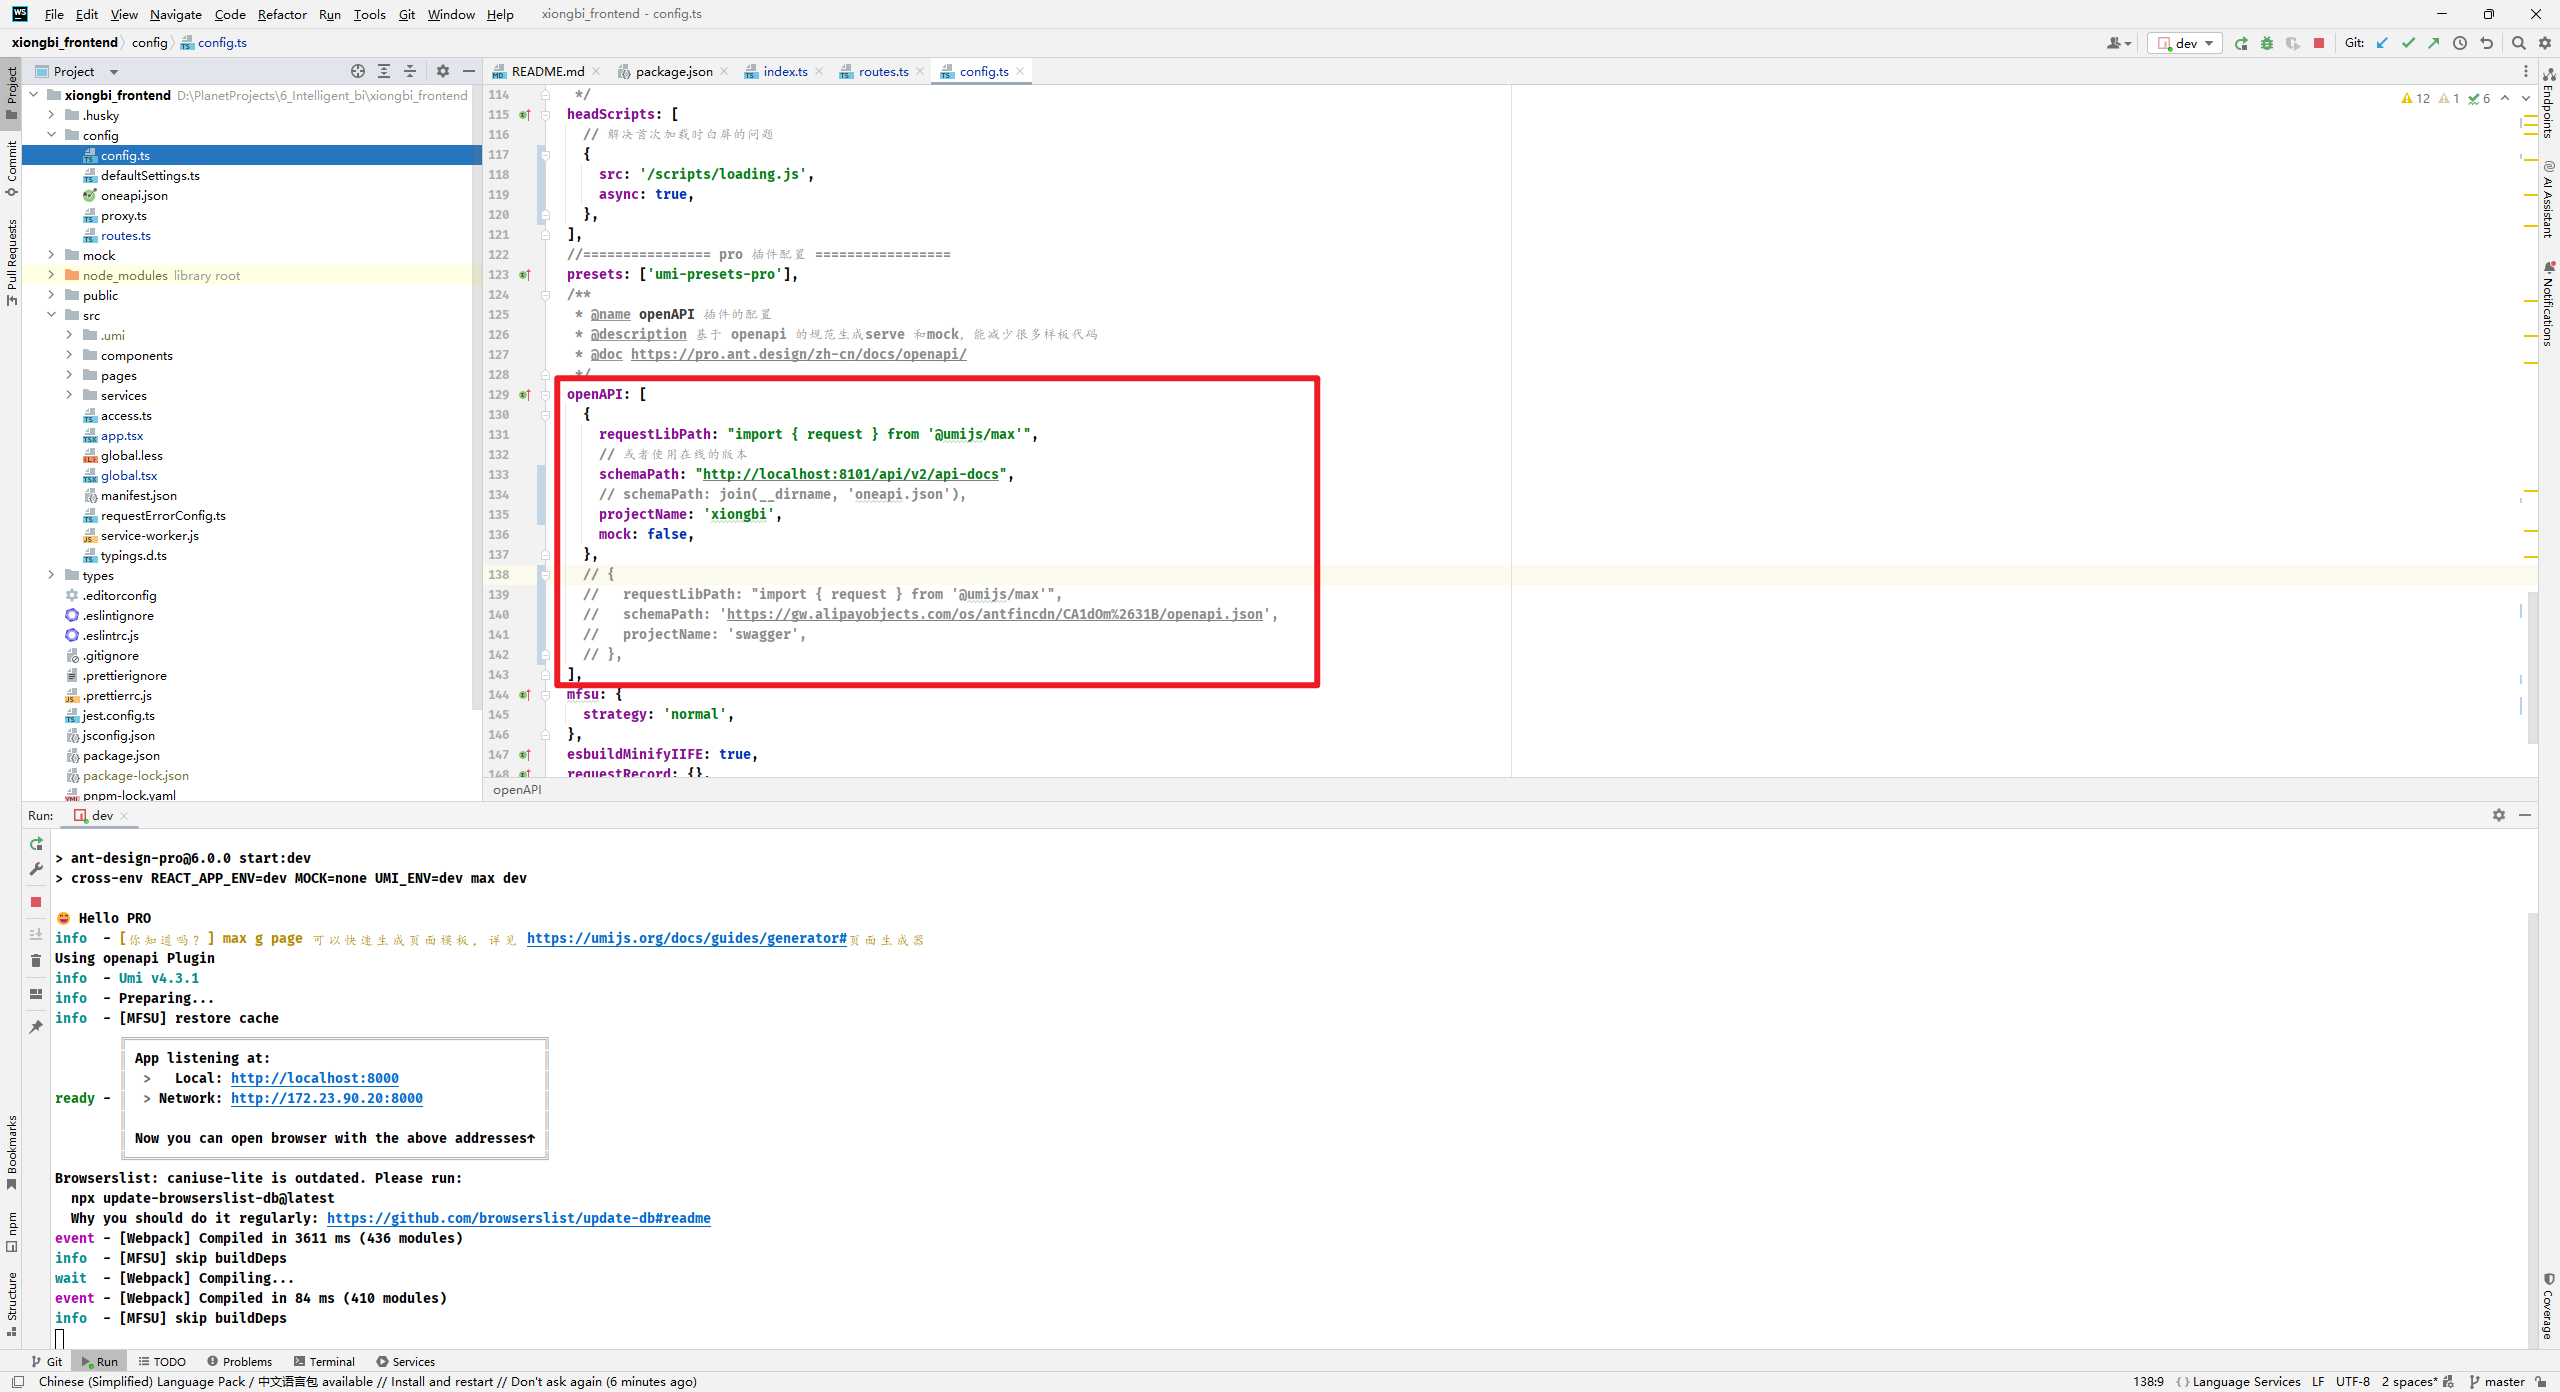 WS File Edit View Navigate Code Refactor Run Tools Git Window Help xiongbi_frontend - config.ts
xiongbi_frontend config config.ts
dev Git:
Project
README.md package.json index.ts routes.ts config.ts
xiongbi_frontend D:\PlanetProjects\6_Intelligent_bi\xiongbi_frontend
.husky
config
config.ts
defaultSettings.ts
oneapi.json
proxy.ts
routes.ts
mock
node_modules library root
public
src
.umi
components
pages
services
access.ts
app.tsx
global.less
global.tsx
manifest.json
requestErrorConfig.ts
service-worker.js
typings.d.ts
types
.editorconfig
.eslintignore
.eslintrc.js
.gitignore
.prettierignore
.prettierrc.js
jest.config.ts
jsconfig.json
package.json
package-lock.json
pnpm-lock.yaml
12 1 6
114 */
115 headScripts: [
116 // 解决首次加载时白屏的问题
117 {
118 src: '/scripts/loading.js',
119 async: true,
120 },
121 ],
122 //================ pro 插件配置 =================
123 presets: ['umi-presets-pro'],
124 /**
125 * @name openAPI 插件的配置
126 * @description 基于 openapi 的规范生成serve 和mock，能减少很多样板代码
127 * @doc https://pro.ant.design/zh-cn/docs/openapi/
128 */
129 openAPI: [
130 {
131 requestLibPath: "import { request } from '@umijs/max'",
132 // 或者使用在线的版本
133 schemaPath: "http://localhost:8101/api/v2/api-docs",
134 // schemaPath: join(__dirname, 'oneapi.json'),
135 projectName: 'xiongbi',
136 mock: false,
137 },
138 // {
139 // requestLibPath: "import { request } from '@umijs/max'",
140 // schemaPath: 'https://gw.alipayobjects.com/os/antfincdn/CA1dOm%2631B/openapi.json',
141 // projectName: 'swagger',
142 // },
143 ],
144 mfsu: {
145 strategy: 'normal',
146 },
147 esbuildMinifyIIFE: true,
148 requestRecord: {},
openAPI
Project
Commit
Pull Requests
Bookmarks
npm
Structure
Endpoints
AI Assistant
Notifications
Coverage
Run: dev
> ant-design-pro@6.0.0 start:dev
> cross-env REACT_APP_ENV=dev MOCK=none UMI_ENV=dev max dev
😄 Hello PRO
info - [你知道吗？] max g page 可以快速生成页面模板，详见 https://umijs.org/docs/guides/generator#页面生成器
Using openapi Plugin
info - Umi v4.3.1
info - Preparing...
info - [MFSU] restore cache
App listening at:
> Local: http://localhost:8000
ready - > Network: http://172.23.90.20:8000
Now you can open browser with the above addresses↑
Browserslist: caniuse-lite is outdated. Please run:
npx update-browserslist-db@latest
Why you should do it regularly: https://github.com/browserslist/update-db#readme
event - [Webpack] Compiled in 3611 ms (436 modules)
info - [MFSU] skip buildDeps
wait - [Webpack] Compiling...
event - [Webpack] Compiled in 84 ms (410 modules)
info - [MFSU] skip buildDeps
Git Run TODO Problems Terminal Services
Chinese (Simplified) Language Pack / 中文语言包 available // Install and restart // Don't ask again (6 minutes ago)
138:9 {} Language Services LF UTF-8 2 spaces* master